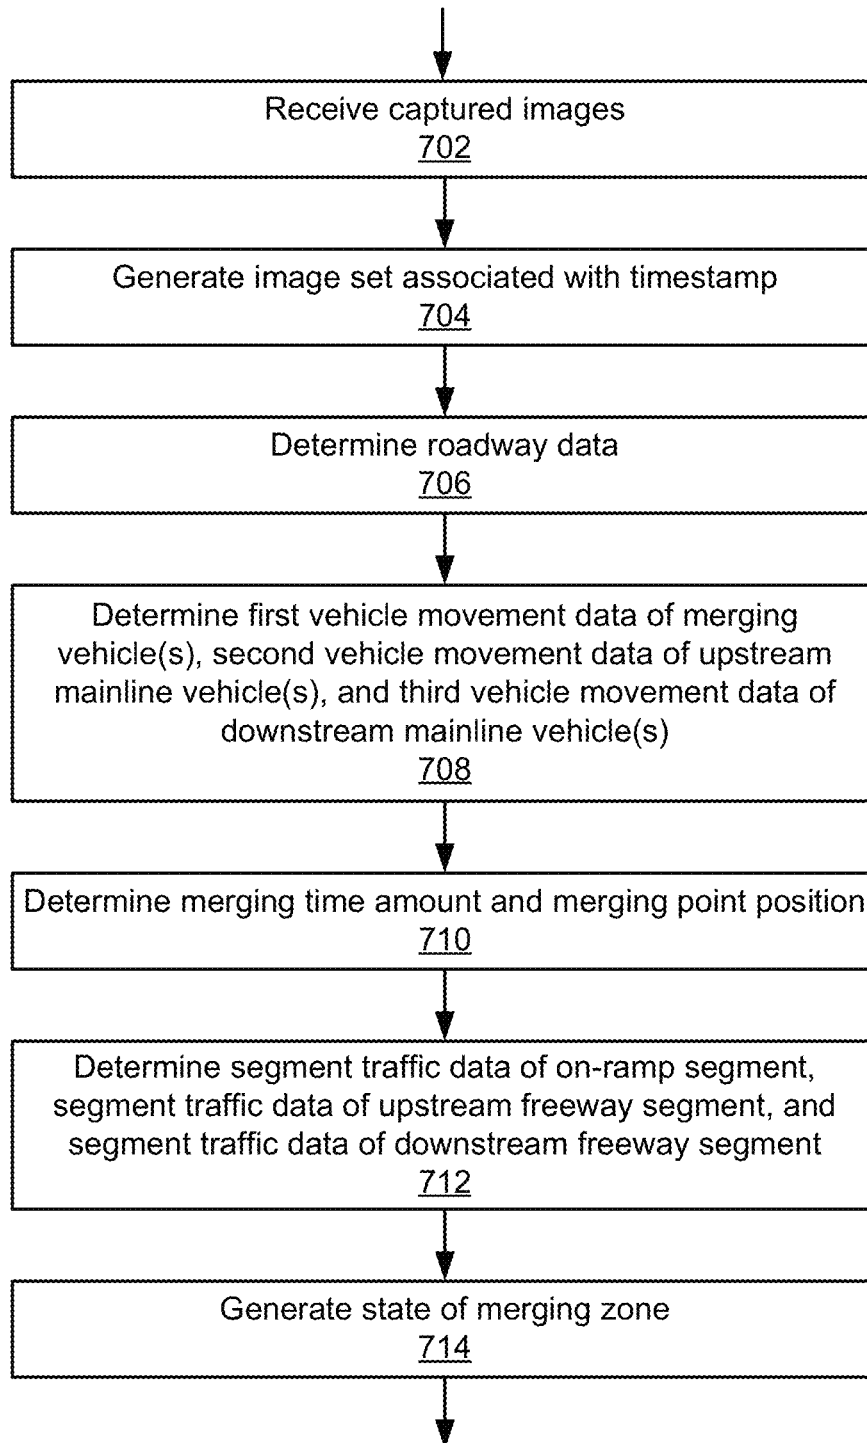 Receive captured images
702
Generate image set associated with timestamp
704
Determine roadway data
706
Determine first vehicle movement data of merging
vehicle(s), second vehicle movement data of upstream
mainline vehicle(s), and third vehicle movement data of
downstream mainline vehicle(s)
708
Determine merging time amount and merging point position
710
Determine segment traffic data of on-ramp segment,
segment traffic data of upstream freeway segment, and
segment traffic data of downstream freeway segment
712
Generate state of merging zone
714